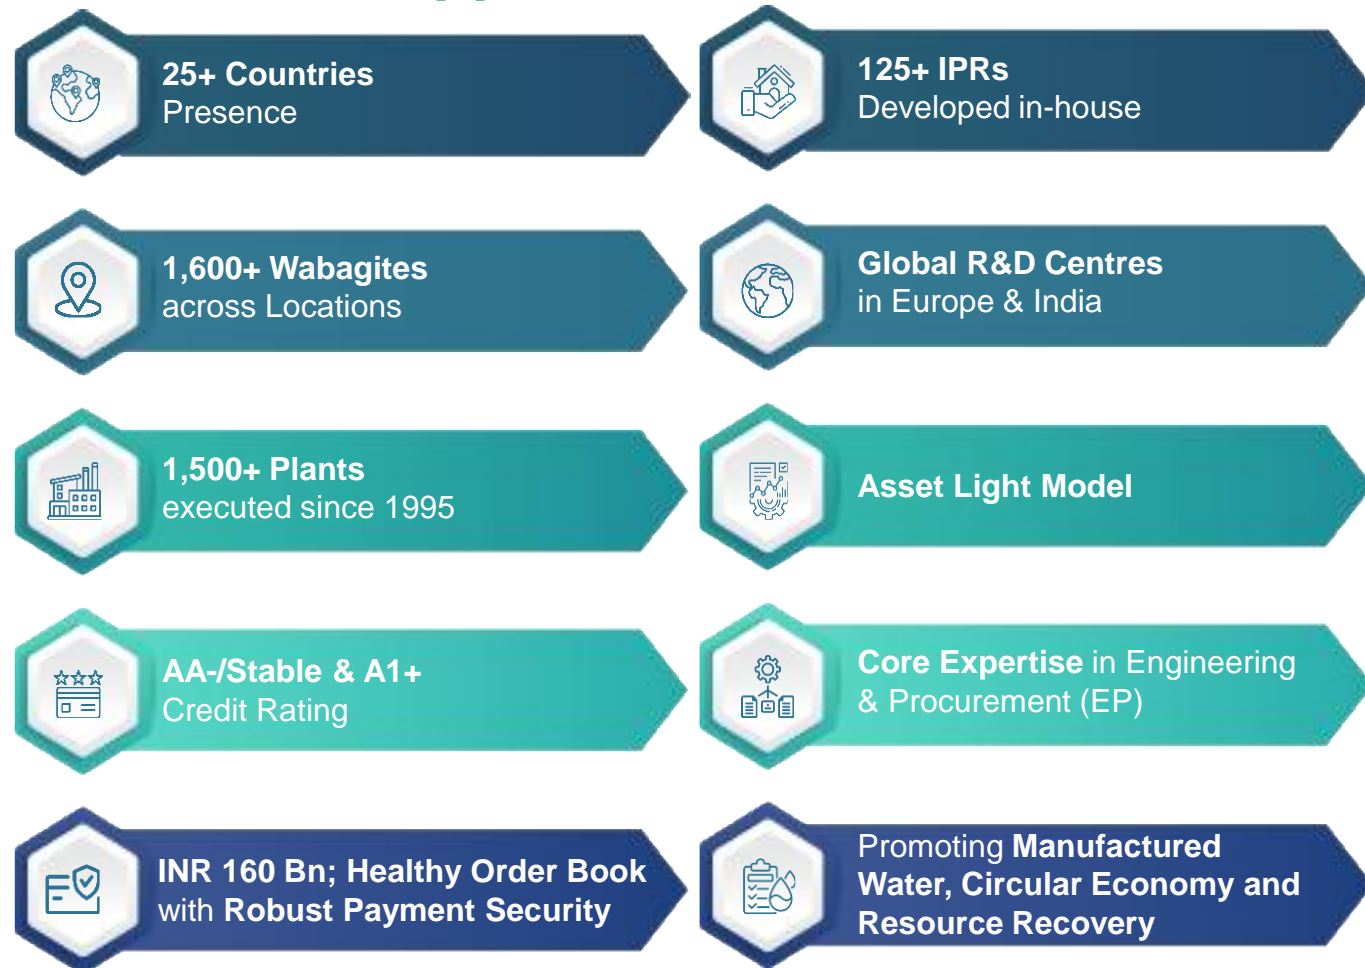 25+ Countries
Presence
125+ IPRs
Developed in-house
1,600+ Wabagites
across Locations
Global R&D Centres
in Europe & India
1,500+ Plants
executed since 1995
Asset Light Model
AA-/Stable & A1+
Credit Rating
Core Expertise in Engineering
& Procurement (EP)
INR 160 Bn; Healthy Order Book
with Robust Payment Security
Promoting Manufactured
Water, Circular Economy and
Resource Recovery